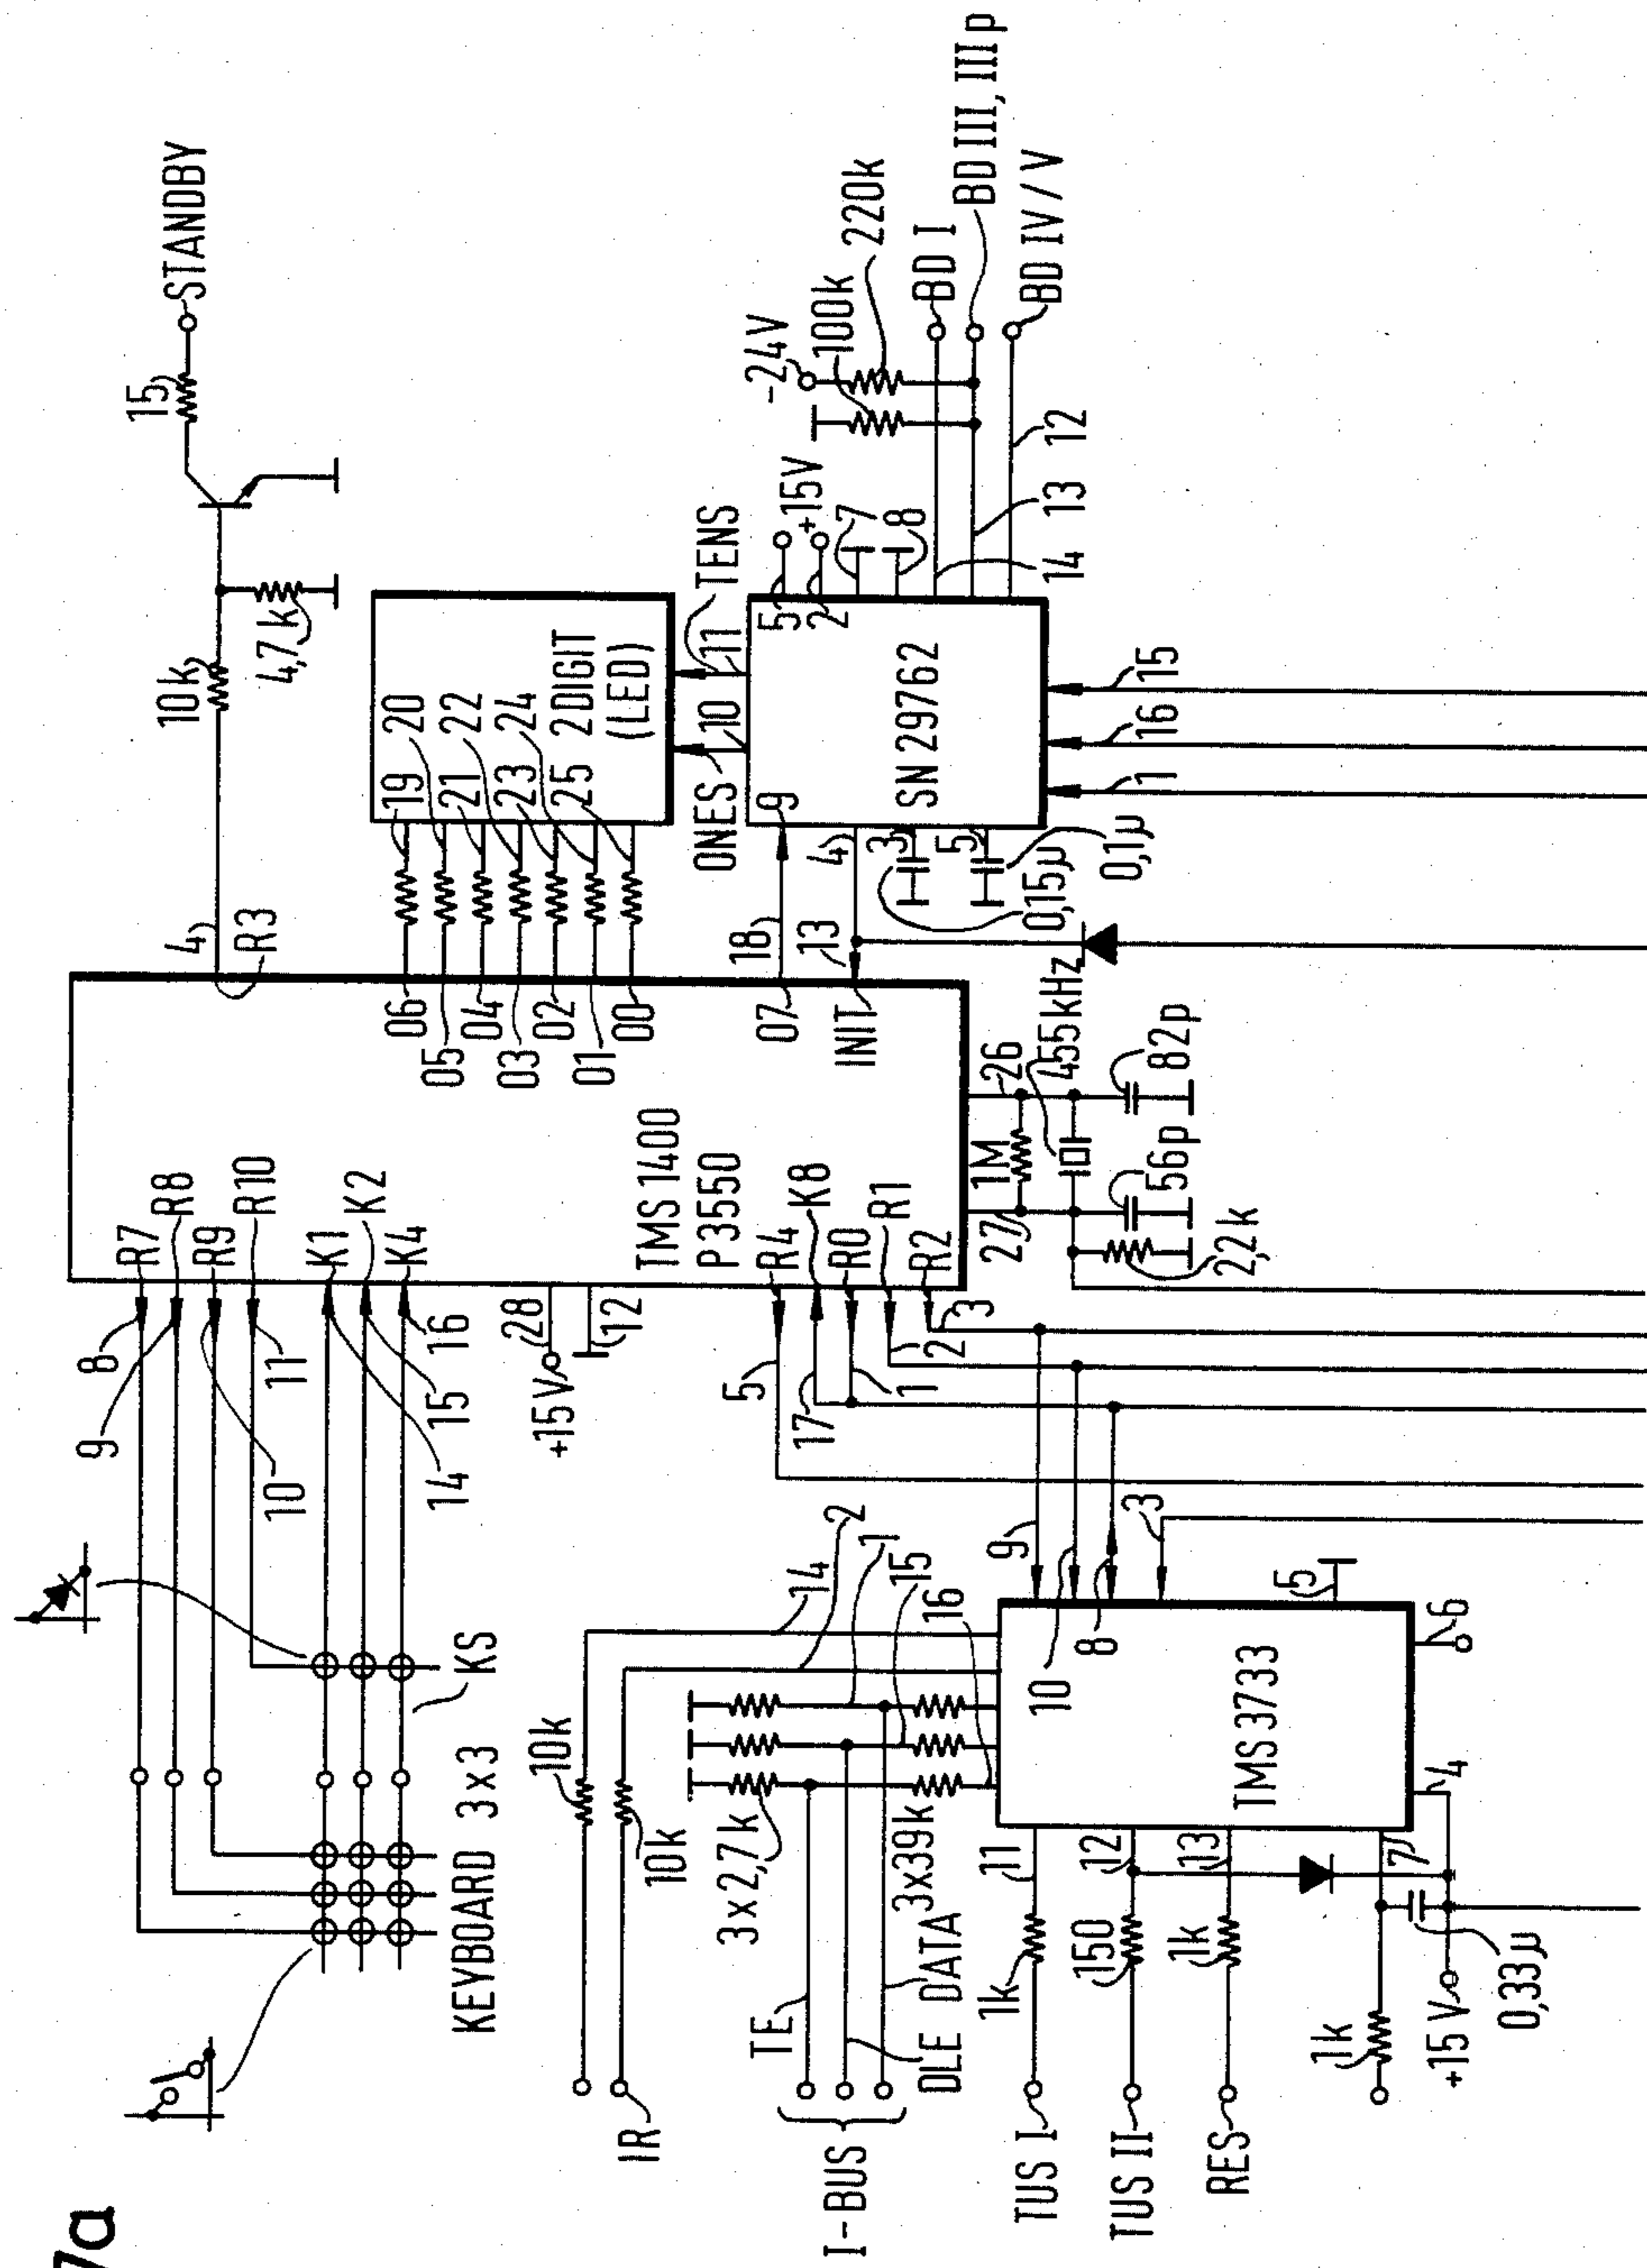 7a
STANDBY
15
10k
4,7k
4
R3
R7
R8
R9
R10
K1
K2
K4
8
9
10
11
14
15
16
KS
KEYBOARD 3x3
+15V
28
12
TMS 1400
P3550
06
05
04
03
02
01
00
19
20
21
22
23
24
25
2DIGIT
(LED)
ONES
TENS
10
11
07
18
9
INIT
13
4
3
5
0,15µ
0,1µ
SN 29762
5
2
+15V
7
8
-24V
100k
220k
BD I
BD III, III p
BD IV / V
14
13
12
1
16
15
R4
K8
R0
R1
R2
5
17
1
2
3
27
26
1M
455kHz
56p
82p
22k
IR
10k
10k
14
2
1
15
16
3x2,7k
3x39k
I-BUS
TE
DLE
DATA
TMS3733
9
10
8
3
5
6
4
7
11
12
13
1k
150
1k
TUS I
TUS II
RES
1k
+15V
0,33µ